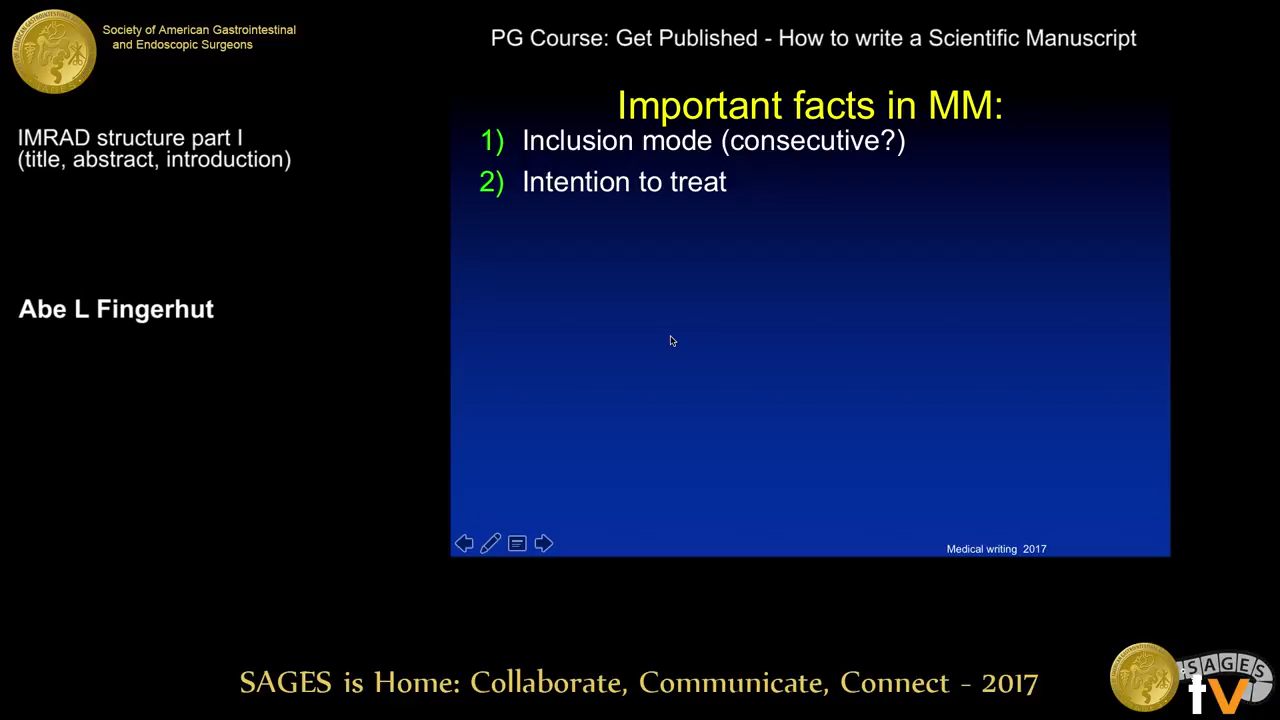 Society of American Gastrointestinal
and Endoscopic Surgeons
PG Course: Get Published - How to write a Scientific Manuscript
IMRAD structure part I
(title, abstract, introduction)
Abe L Fingerhut
Important facts in MM:
1) Inclusion mode (consecutive?)
2) Intention to treat
Medical writing 2017
SAGES is Home: Collaborate, Communicate, Connect - 2017
SAGES
tv